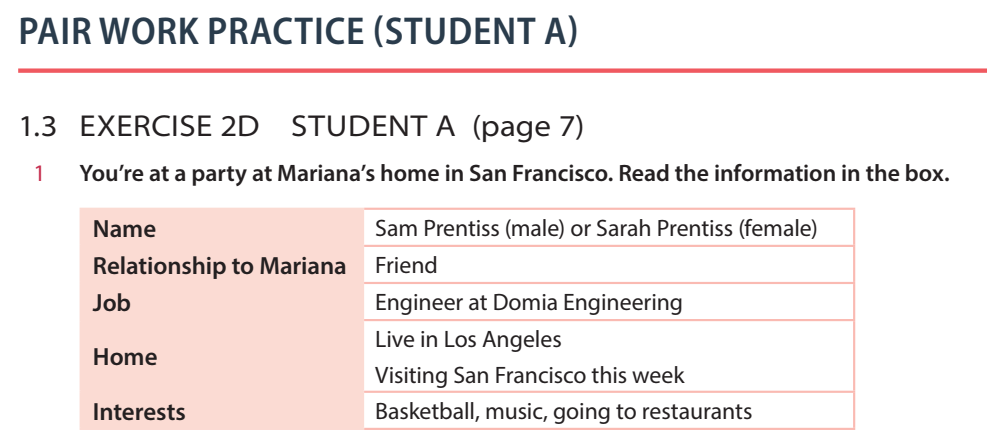 PAIR WORK PRACTICE (STUDENT A)
1.3 EXERCISE 2D STUDENT A (page 7)
1 You’re at a party at Mariana’s home in San Francisco. Read the information in the box.
Name Sam Prentiss (male) or Sarah Prentiss (female)
Relationship to Mariana Friend
Job Engineer at Domia Engineering
Home Live in Los Angeles
Visiting San Francisco this week
Interests Basketball, music, going to restaurants